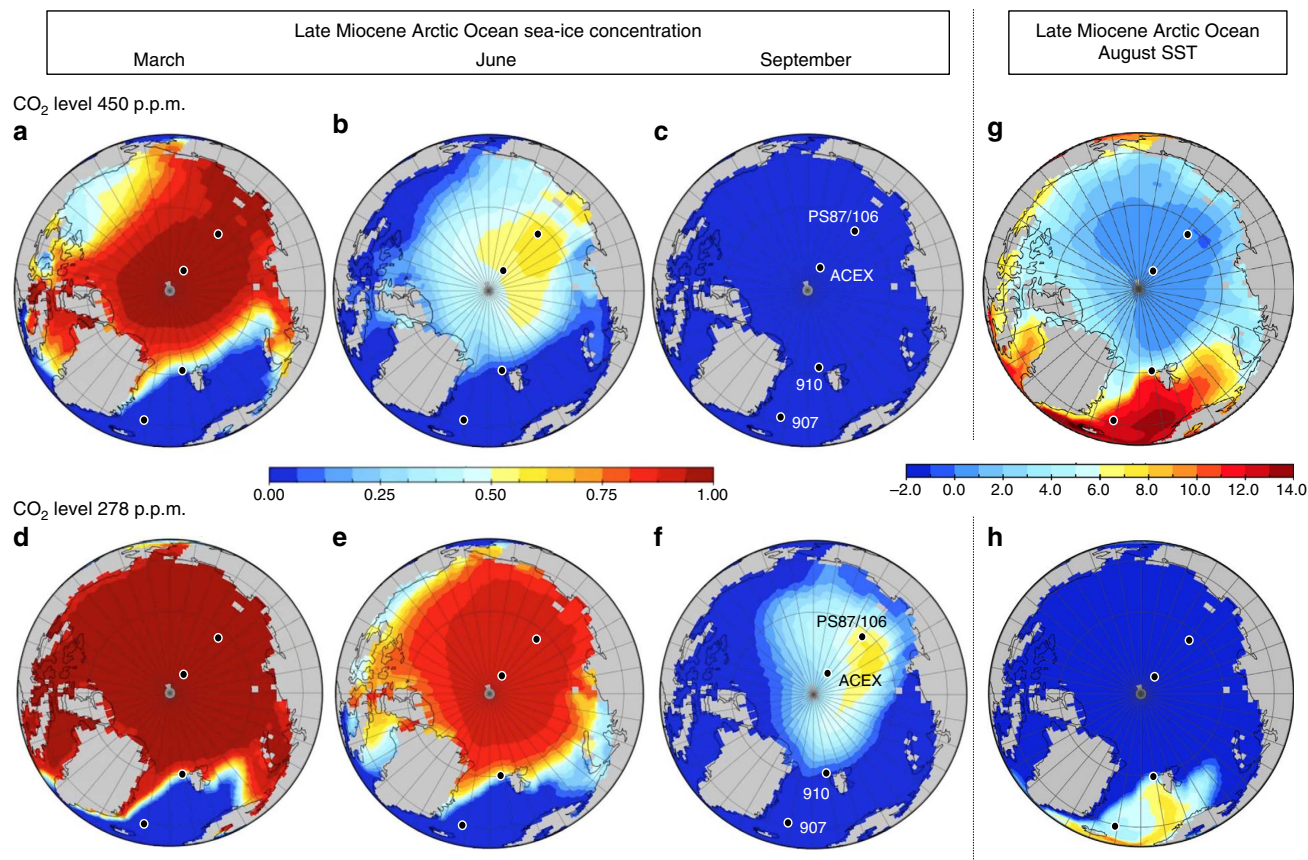 Late Miocene Arctic Ocean sea-ice concentration
March June September
Late Miocene Arctic Ocean
August SST
CO₂ level 450 p.p.m.
a b c g
PS87/106
ACEX
910
907
0.00 0.25 0.50 0.75 1.00
–2.0 0.0 2.0 4.0 6.0 8.0 10.0 12.0 14.0
CO₂ level 278 p.p.m.
d e f h
PS87/106
ACEX
910
907